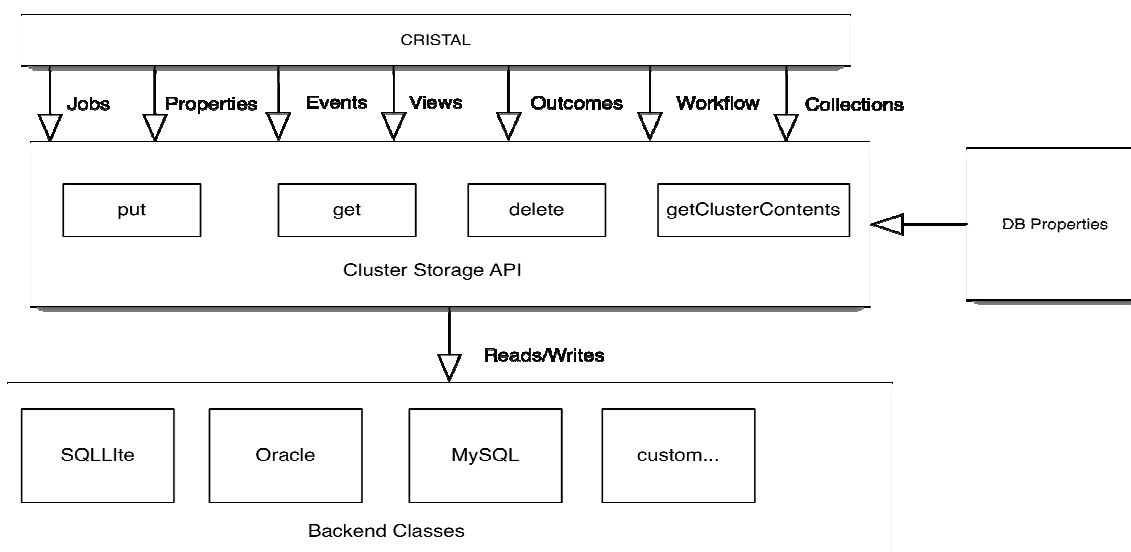 CRISTAL
Jobs Properties Events Views Outcomes Workflow Collections
put get delete getClusterContents
DB Properties
Cluster Storage API
Reads/Writes
SQLLIte Oracle MySQL custom...
Backend Classes